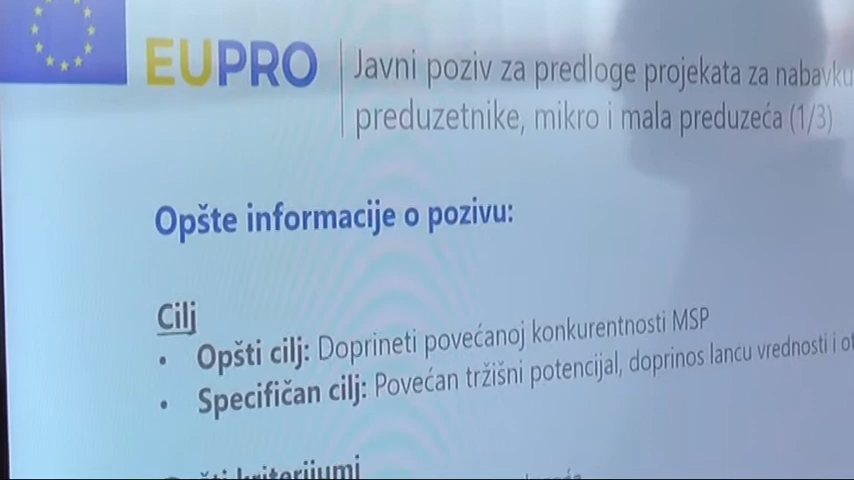 EUPRO
Javni poziv za predloge projekata za nabavku
preduzetnike, mikro i mala preduzeća (1/3)
Opšte informacije o pozivu:
Cilj
• Opšti cilj: Doprineti povećanoj konkurentnosti MSP
• Specifičan cilj: Povećan tržišni potencijal, doprinos lancu vrednosti i
kriterijumi